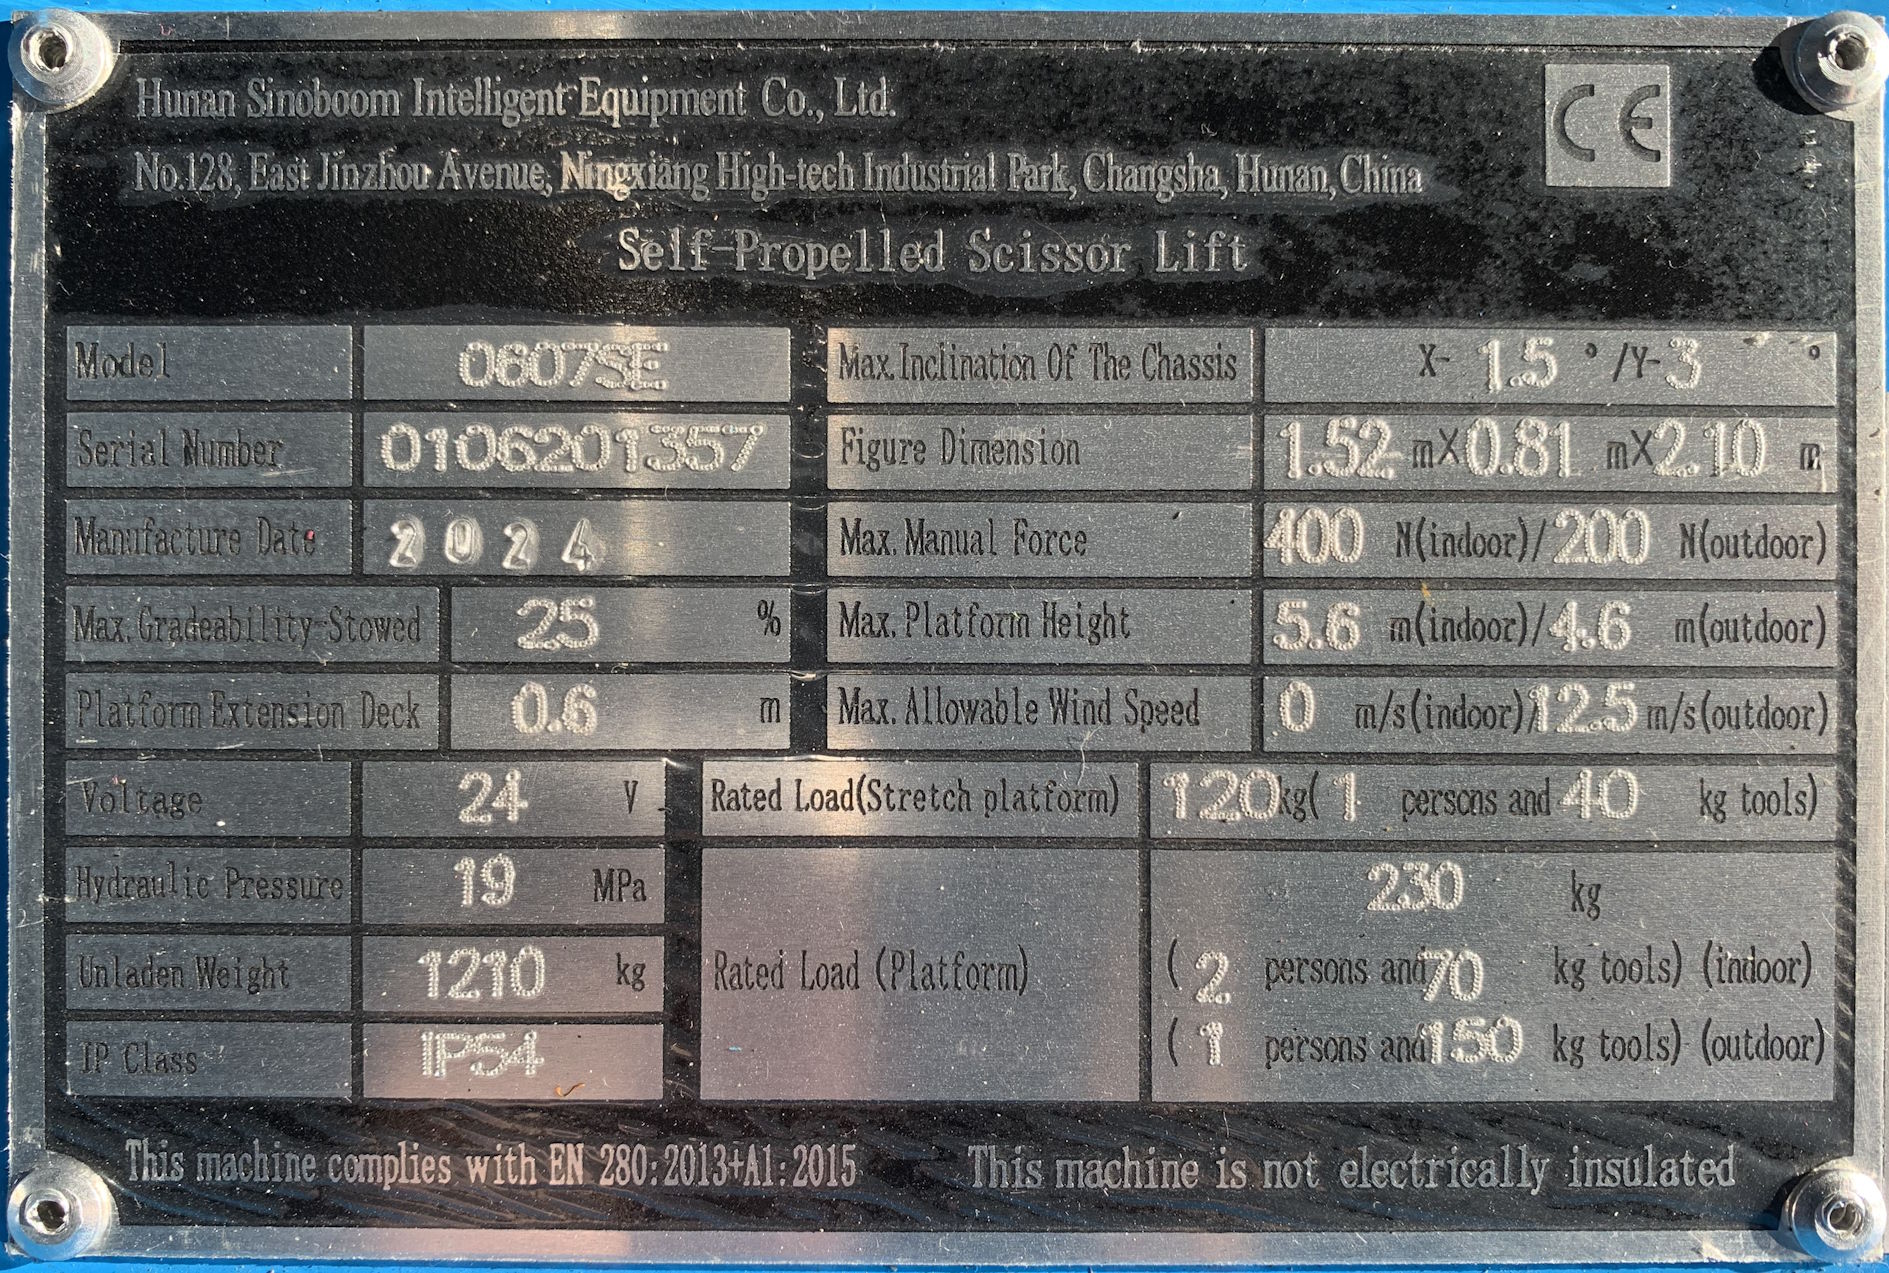 Hunan Sinoboom Intelligent Equipment Co., Ltd.
CE
No.128, East Jinzhou Avenue, Ningxiang High-tech Industrial Park, Changsha, Hunan, China
Self-Propelled Scissor Lift
Model 0607SE
Max. Inclination Of The Chassis X- 1.5 ° /Y- 3 °
Serial Number 0106201357
Figure Dimension 1.52 mX0.81 mX2.10 m
Manufacture Date 2024
Max. Manual Force 400 N(indoor)/200 N(outdoor)
Max. Gradeability-Stowed 25 %
Max. Platform Height 5.6 m(indoor)/4.6 m(outdoor)
Platform Extension Deck 0.6 m
Max. Allowable Wind Speed 0 m/s(indoor)/12.5 m/s(outdoor)
Voltage 24 V
Rated Load(Stretch platform) 120kg( 1 persons and 40 kg tools)
Hydraulic Pressure 19 MPa
Unladen Weight 1210 kg
IP Class IP54
Rated Load (Platform) 230 kg
( 2 persons and 70 kg tools) (indoor)
( 1 persons and 150 kg tools) (outdoor)
This machine complies with EN 280:2013+A1:2015
This machine is not electrically insulated